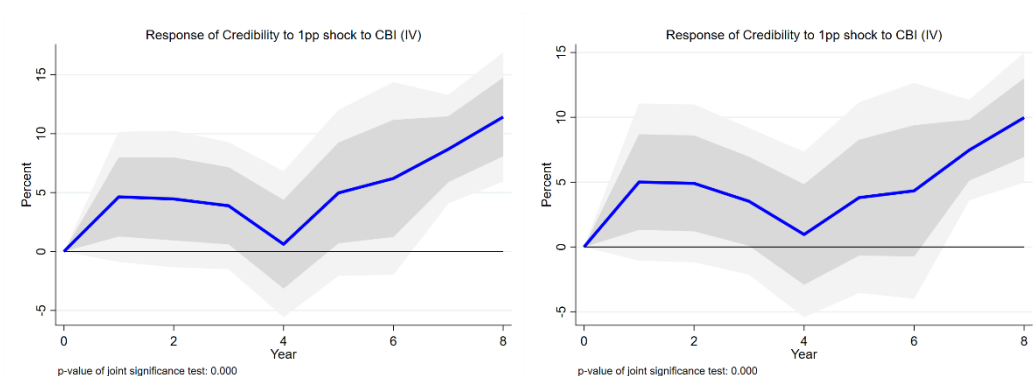 Response of Credibility to 1pp shock to CBI (IV)
15
10
5
0
-5
Percent
0 2 4 6 8
Year
p-value of joint significance test: 0.000
Response of Credibility to 1pp shock to CBI (IV)
15
10
5
0
-5
Percent
0 2 4 6 8
Year
p-value of joint significance test: 0.000